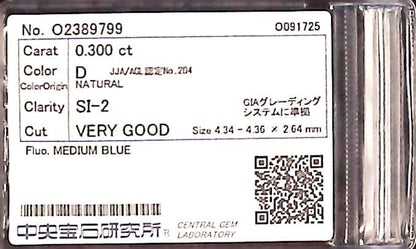 No. O2389799 O091725
Carat 0.300 ct
Color D JJA/AGL認定No.204
ColorOrigin NATURAL
Clarity SI-2 GIAグレーディング
システムに準拠
Cut VERY GOOD Size 4.34 - 4.36 × 2.64 mm
Fluo. MEDIUM BLUE
中央宝石研究所® CENTRAL GEM
LABORATORY